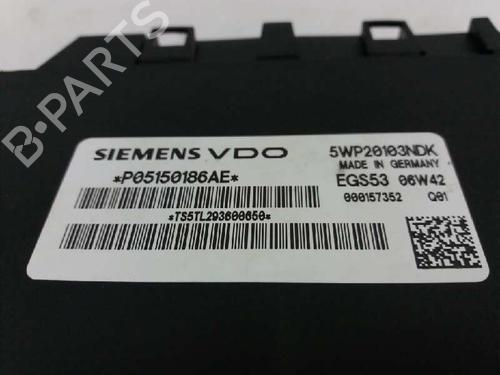 B-PARTS
SIEMENS VDO
5WP20103NDK
MADE IN GERMANY
*P05150186AE*
EGS53 06W42
000157352 Q01
*TS5TL293600650*